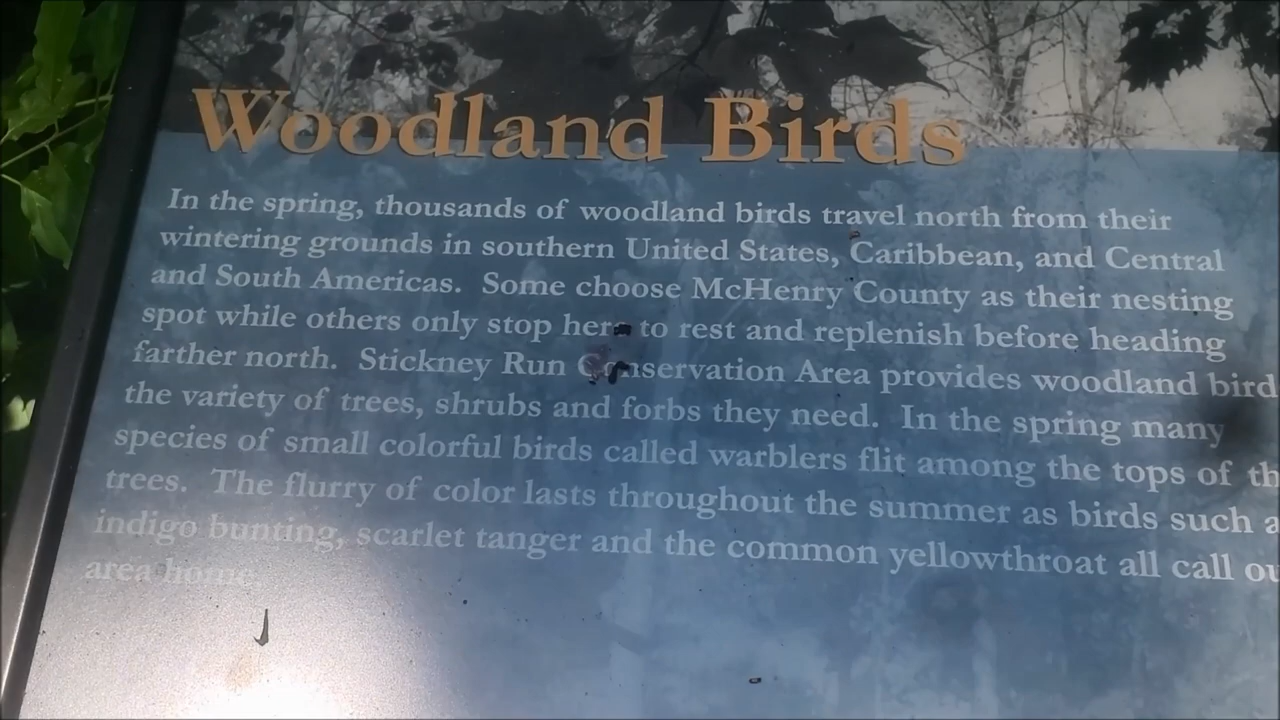 Woodland Birds
In the spring, thousands of woodland birds travel north from their
wintering grounds in southern United States, Caribbean, and Central
and South Americas. Some choose McHenry County as their nesting
spot while others only stop here to rest and replenish before heading
farther north. Stickney Run Conservation Area provides woodland bird
the variety of trees, shrubs and forbs they need. In the spring many
species of small colorful birds called warblers flit among the tops of th
trees. The flurry of color lasts throughout the summer as birds such a
indigo bunting, scarlet tanger and the common yellowthroat all call ou
area home.